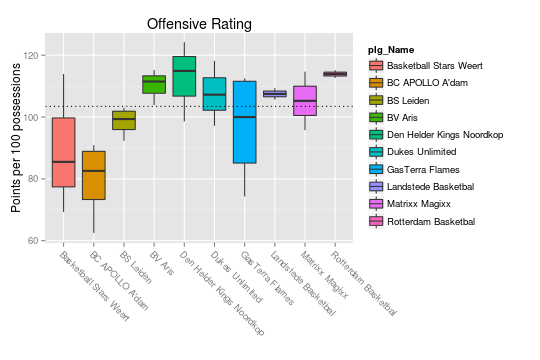 Offensive Rating
Points per 100 possessions
120
100
80
60
Basketball Stars Weert
BC APOLLO A'dam
BS Leiden
BV Aris
Den Helder Kings Noordkop
Dukes Unlimited
GasTerra Flames
Landstede Basketbal
Matrixx Magixx
Rotterdam Basketbal
plg_Name
Basketball Stars Weert
BC APOLLO A'dam
BS Leiden
BV Aris
Den Helder Kings Noordkop
Dukes Unlimited
GasTerra Flames
Landstede Basketbal
Matrixx Magixx
Rotterdam Basketbal